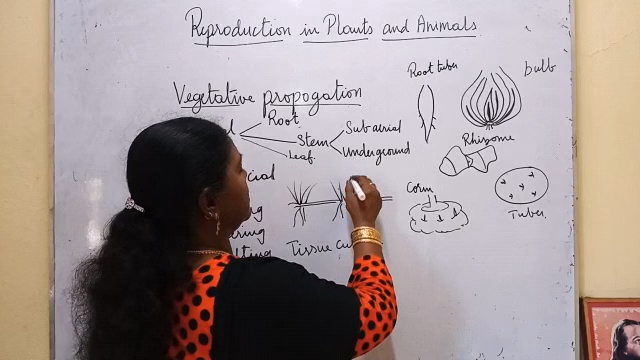 Reproduction in Plants and Animals
Vegetative propogation
Root
Stem
Leaf
Sub aerial
Underground
Tissue
Root tuber
bulb
Rhizome
Corm
Tuber